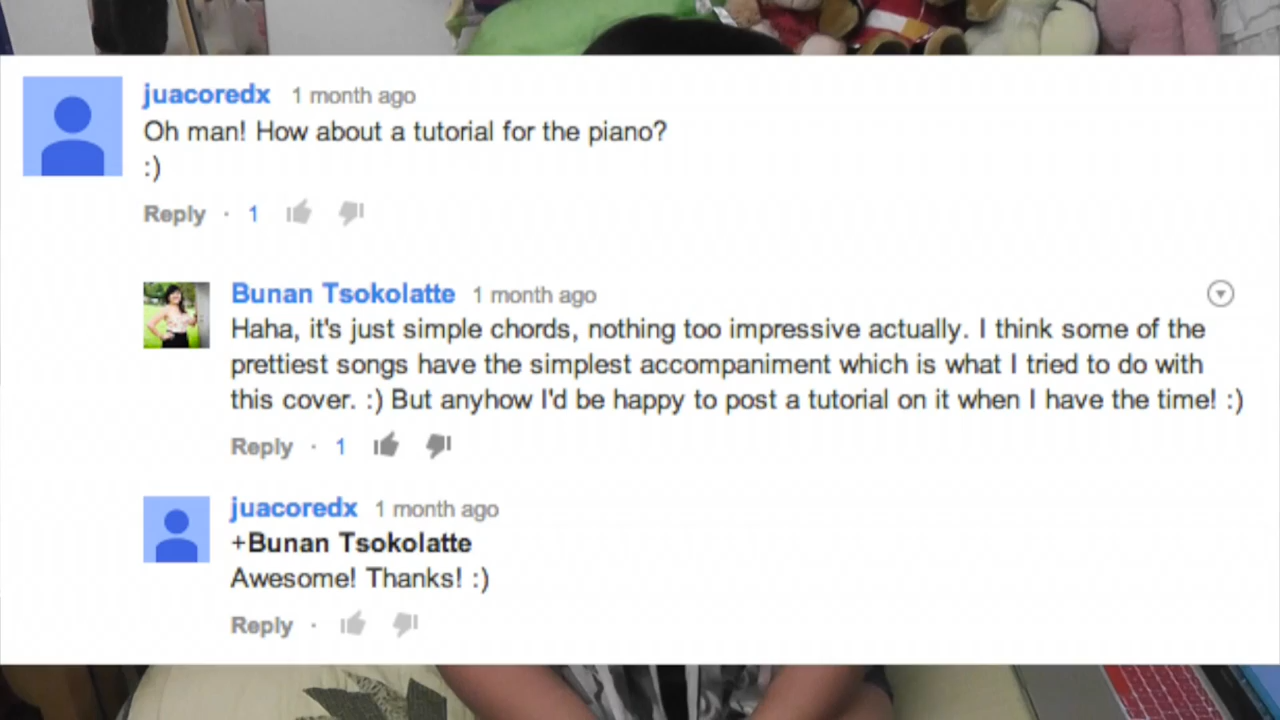 juacoredx 1 month ago
Oh man! How about a tutorial for the piano?
:)
Reply · 1
Bunan Tsokolatte 1 month ago
Haha, it's just simple chords, nothing too impressive actually. I think some of the
prettiest songs have the simplest accompaniment which is what I tried to do with
this cover. :) But anyhow I'd be happy to post a tutorial on it when I have the time! :)
Reply · 1
juacoredx 1 month ago
+Bunan Tsokolatte
Awesome! Thanks! :)
Reply ·